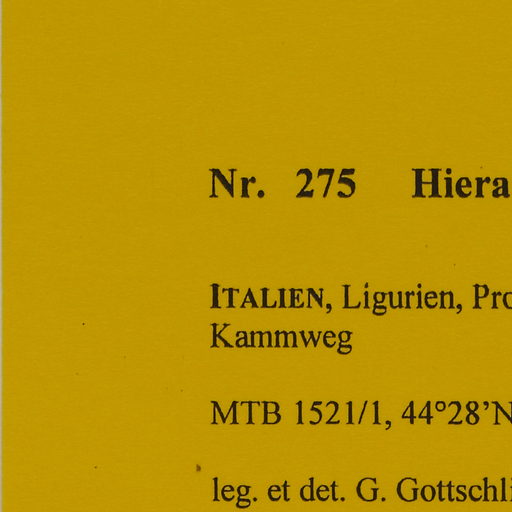 Nr. 275 Hiera
ITALIEN, Ligurien, Pro
Kammweg
MTB 1521/1, 44°28’N
leg. et det. G. Gottschli